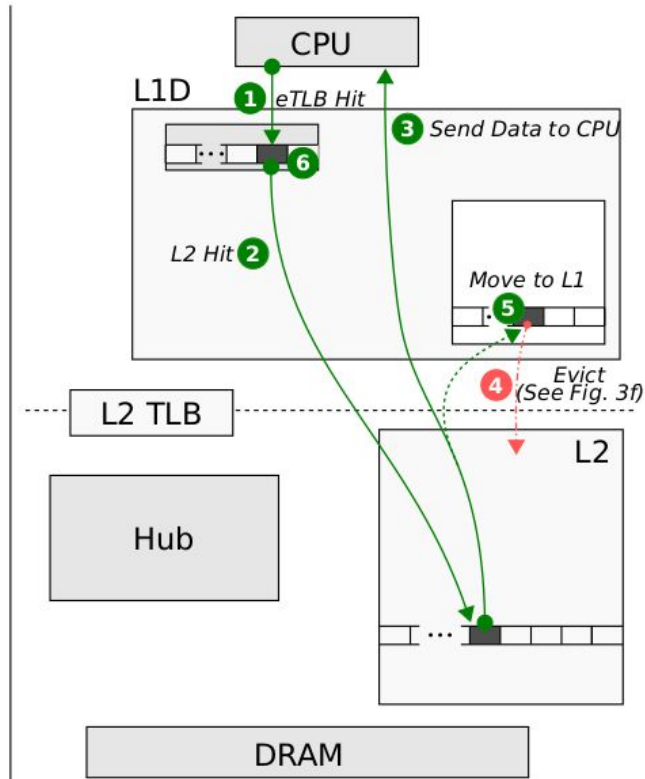 CPU
L1D
1 eTLB Hit
3 Send Data to CPU
...
6
L2 Hit 2
Move to L1
5
4 Evict
(See Fig. 3f)
L2 TLB
L2
Hub
...
DRAM